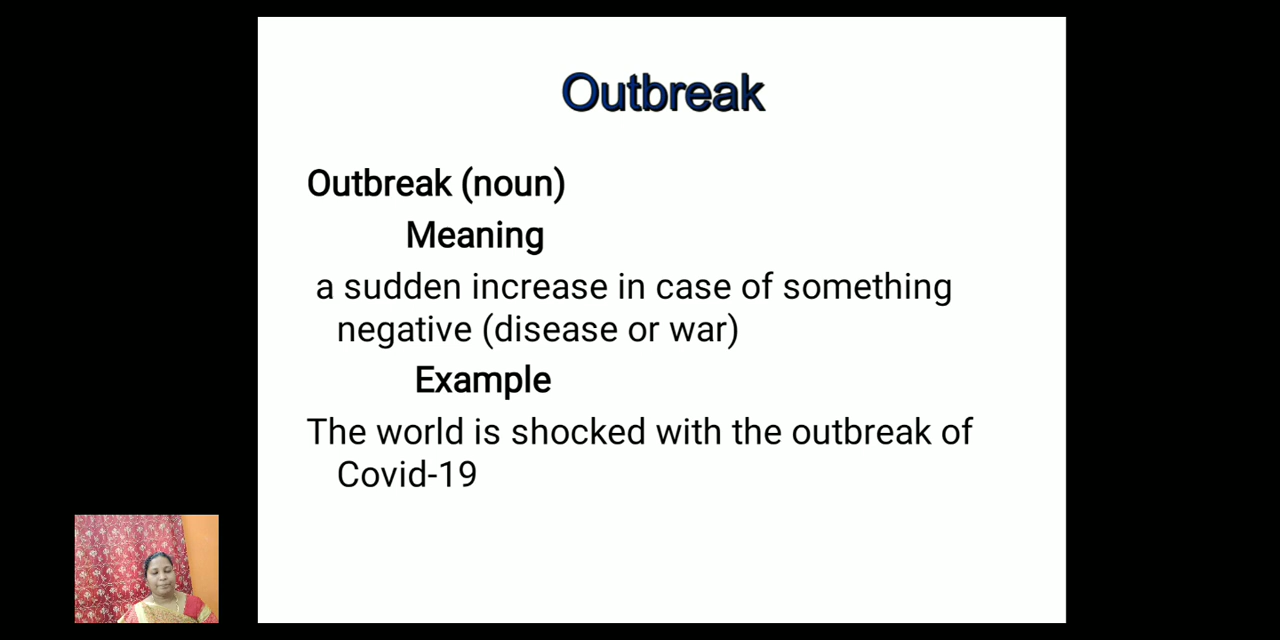 Outbreak
Outbreak (noun)
Meaning
a sudden increase in case of something
negative (disease or war)
Example
The world is shocked with the outbreak of
Covid-19